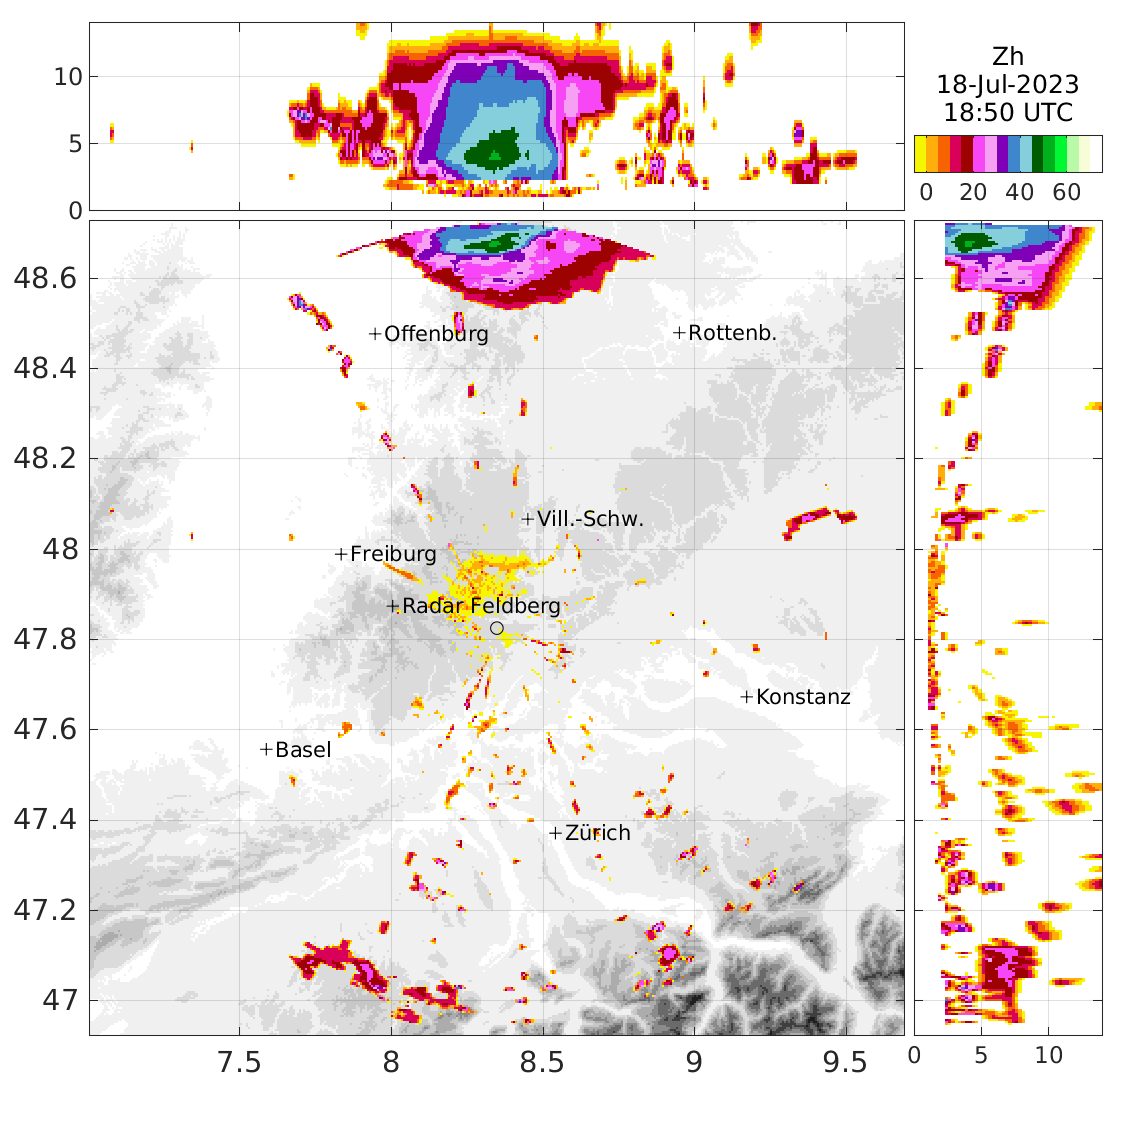 Zh
18-Jul-2023
18:50 UTC
0 20 40 60
10
5
0
48.6
48.4
48.2
48
47.8
47.6
47.4
47.2
47
+Offenburg
+Rottenb.
+Vill.-Schw.
+Freiburg
+Radar Feldberg
+Konstanz
+Basel
+Zürich
7.5 8 8.5 9 9.5
0 5 10